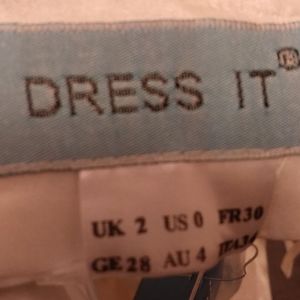 DRESS IT®
UK 2 US 0 FR30
GE 28 AU 4